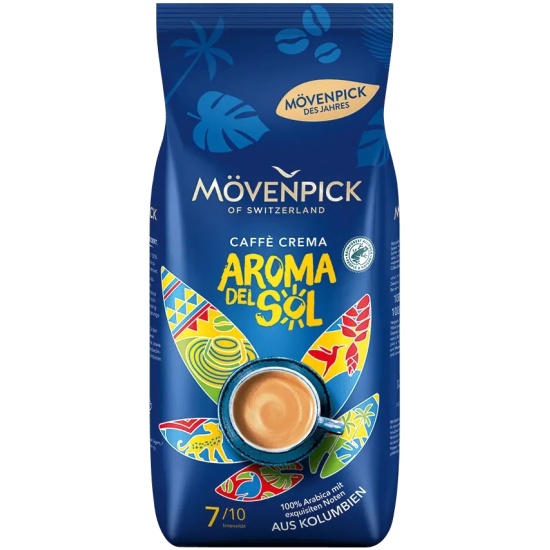 MÖVENPICK
DES JAHRES
MÖVENPICK
OF SWITZERLAND
CAFFÈ CREMA
AROMA
DEL SOL
7/10
Intensität
100% Arabica mit
exquisiten Noten
AUS KOLUMBIEN